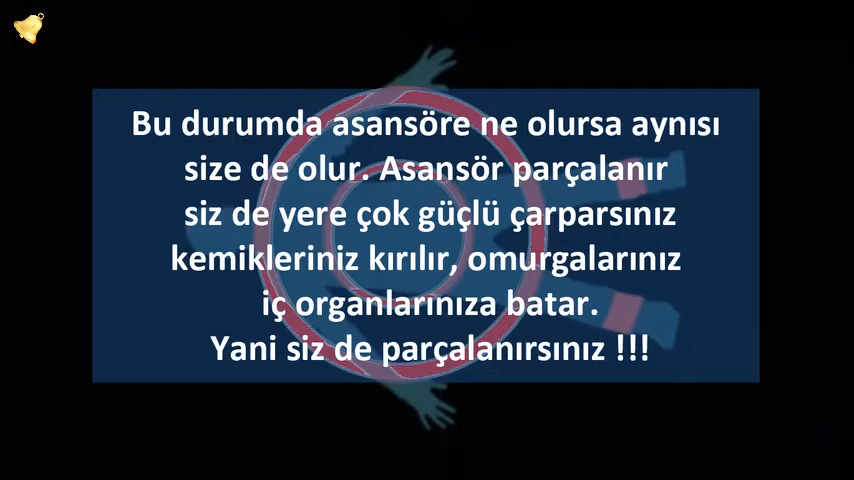 Bu durumda asansöre ne olursa aynısı
size de olur. Asansör parçalanır
siz de yere çok güçlü çarparsınız
kemikleriniz kırılır, omurgalarınız
iç organlarınıza batar.
Yani siz de parçalanırsınız !!!